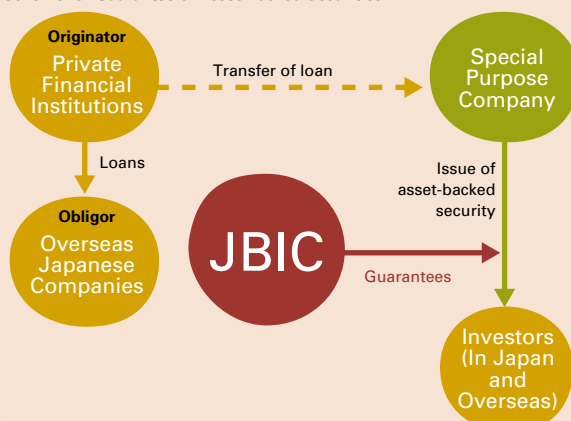 Originator
Private
Financial
Institutions
Transfer of loan
Special
Purpose
Company
Loans
Issue of
asset-backed
security
Obligor
Overseas
Japanese
Companies
JBIC
Guarantees
Investors
(In Japan
and
Overseas)